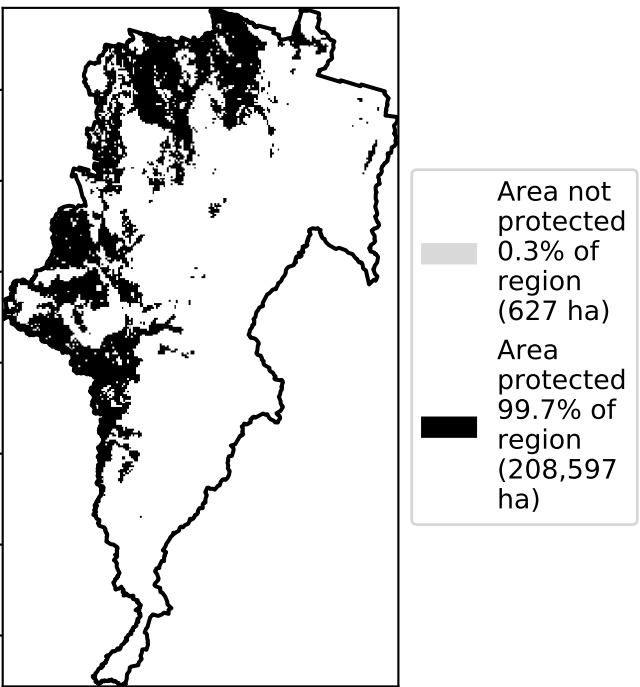 Area not
protected
0.3% of
region
(627 ha)
Area
protected
99.7% of
region
(208,597
ha)